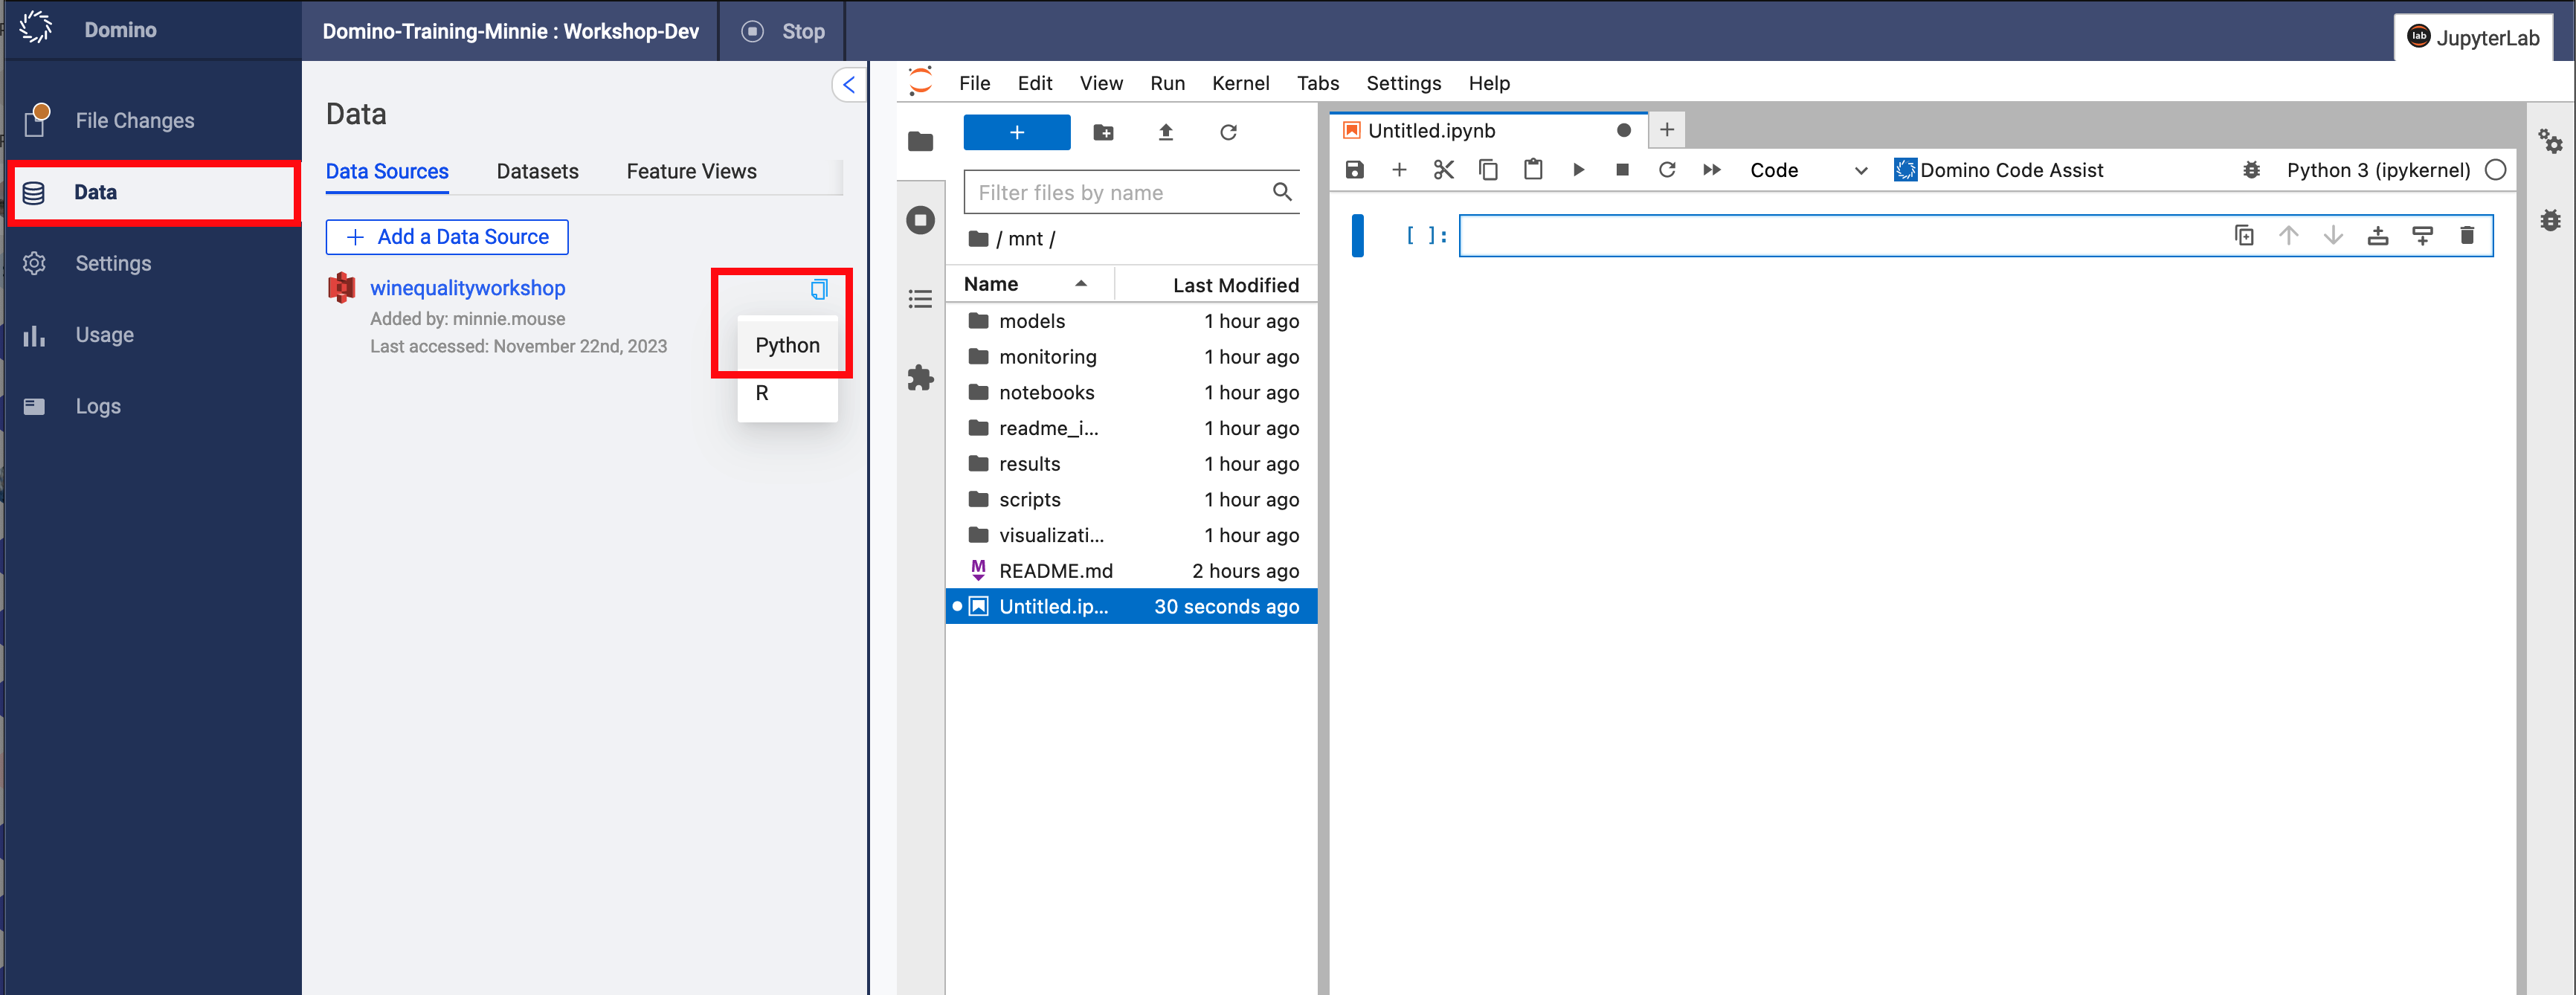 Domino
Domino-Training-Minnie : Workshop-Dev
Stop
lab JupyterLab
File Changes
Data
Settings
Usage
Logs
Data
Data Sources Datasets Feature Views
+ Add a Data Source
winequalityworkshop
Added by: minnie.mouse
Last accessed: November 22nd, 2023
Python
R
File Edit View Run Kernel Tabs Settings Help
+
Filter files by name
/ mnt /
Name Last Modified
models 1 hour ago
monitoring 1 hour ago
notebooks 1 hour ago
readme_i... 1 hour ago
results 1 hour ago
scripts 1 hour ago
visualizati... 1 hour ago
M README.md 2 hours ago
Untitled.ip... 30 seconds ago
Untitled.ipynb
Code Domino Code Assist Python 3 (ipykernel)
[ ]: